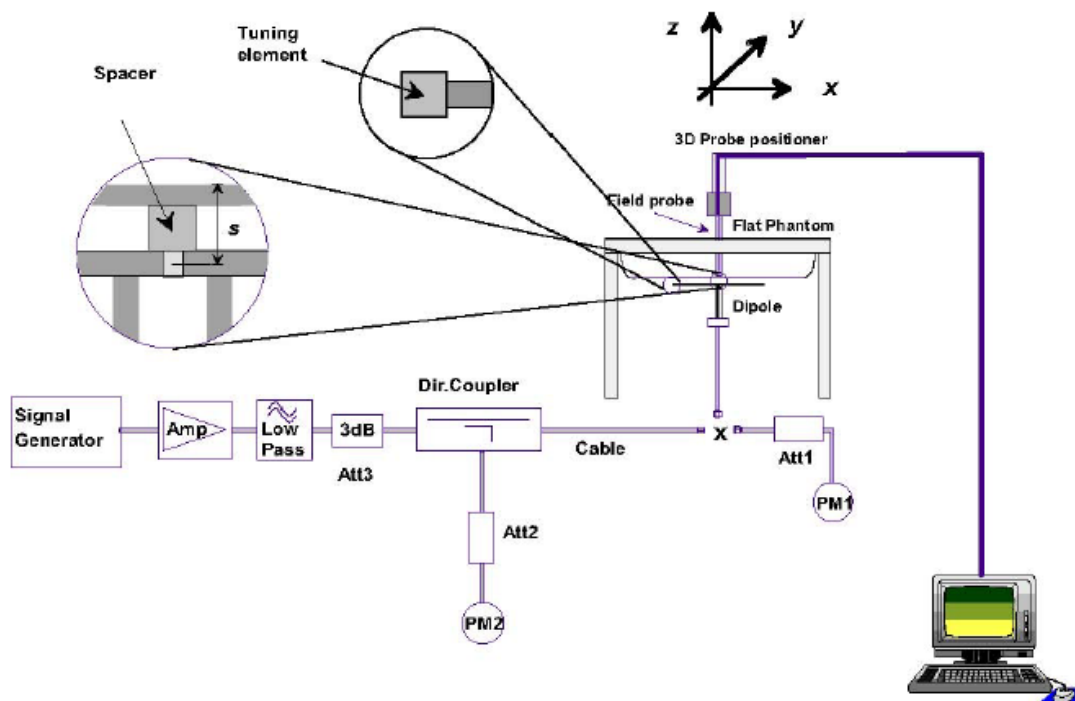 Tuning
element
Spacer
z
y
x
3D Probe positioner
Field probe
Flat Phantom
s
Dipole
Dir.Coupler
Signal
Generator
Amp
Low
Pass
3dB
Att3
Cable
x
Att1
PM1
Att2
PM2